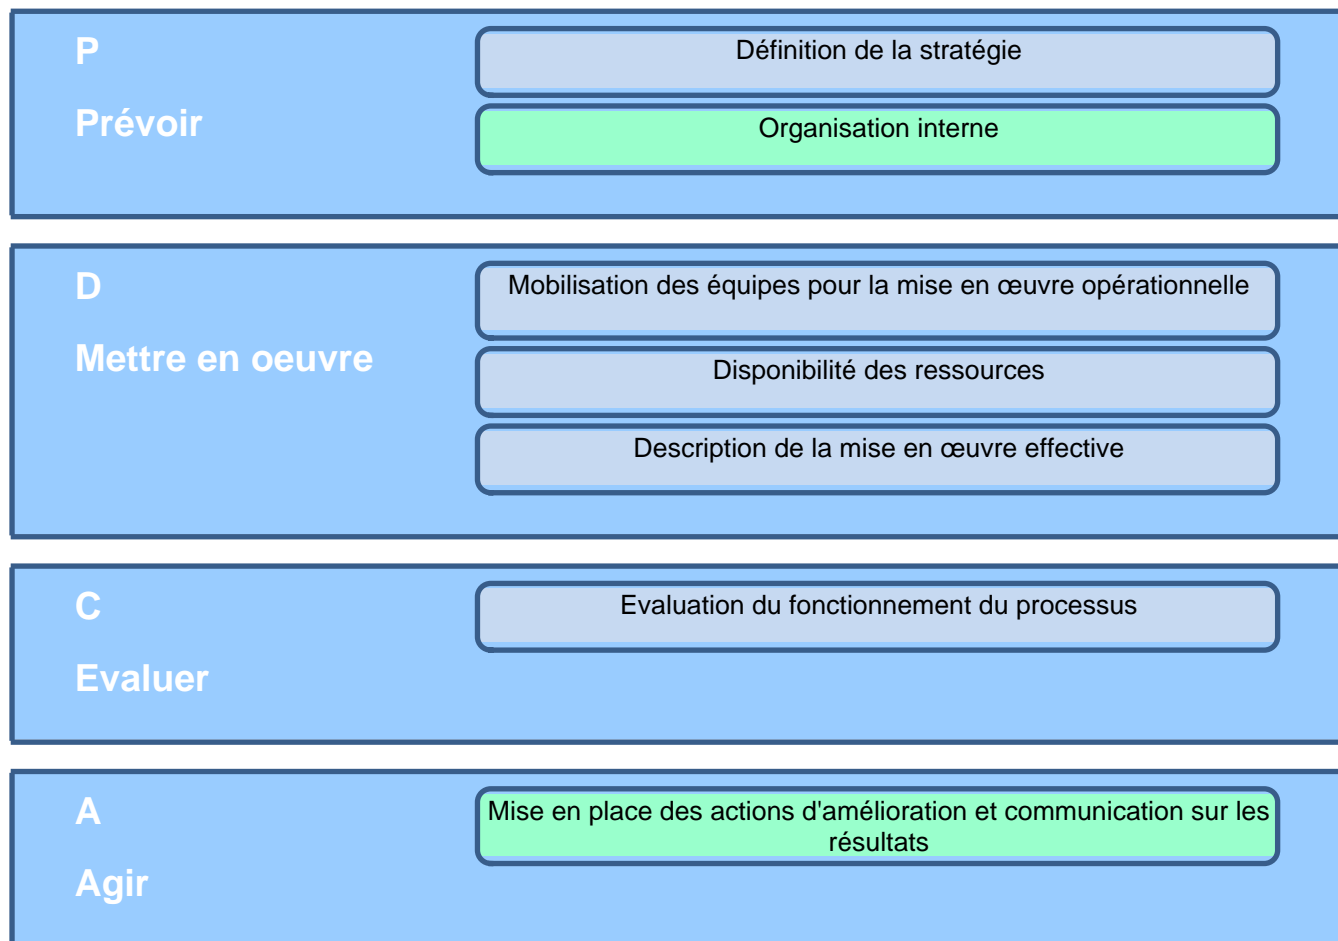 P
Prévoir
Définition de la stratégie
Organisation interne
D
Mettre en oeuvre
Mobilisation des équipes pour la mise en œuvre opérationnelle
Disponibilité des ressources
Description de la mise en œuvre effective
C
Evaluer
Evaluation du fonctionnement du processus
A
Agir
Mise en place des actions d'amélioration et communication sur les
résultats